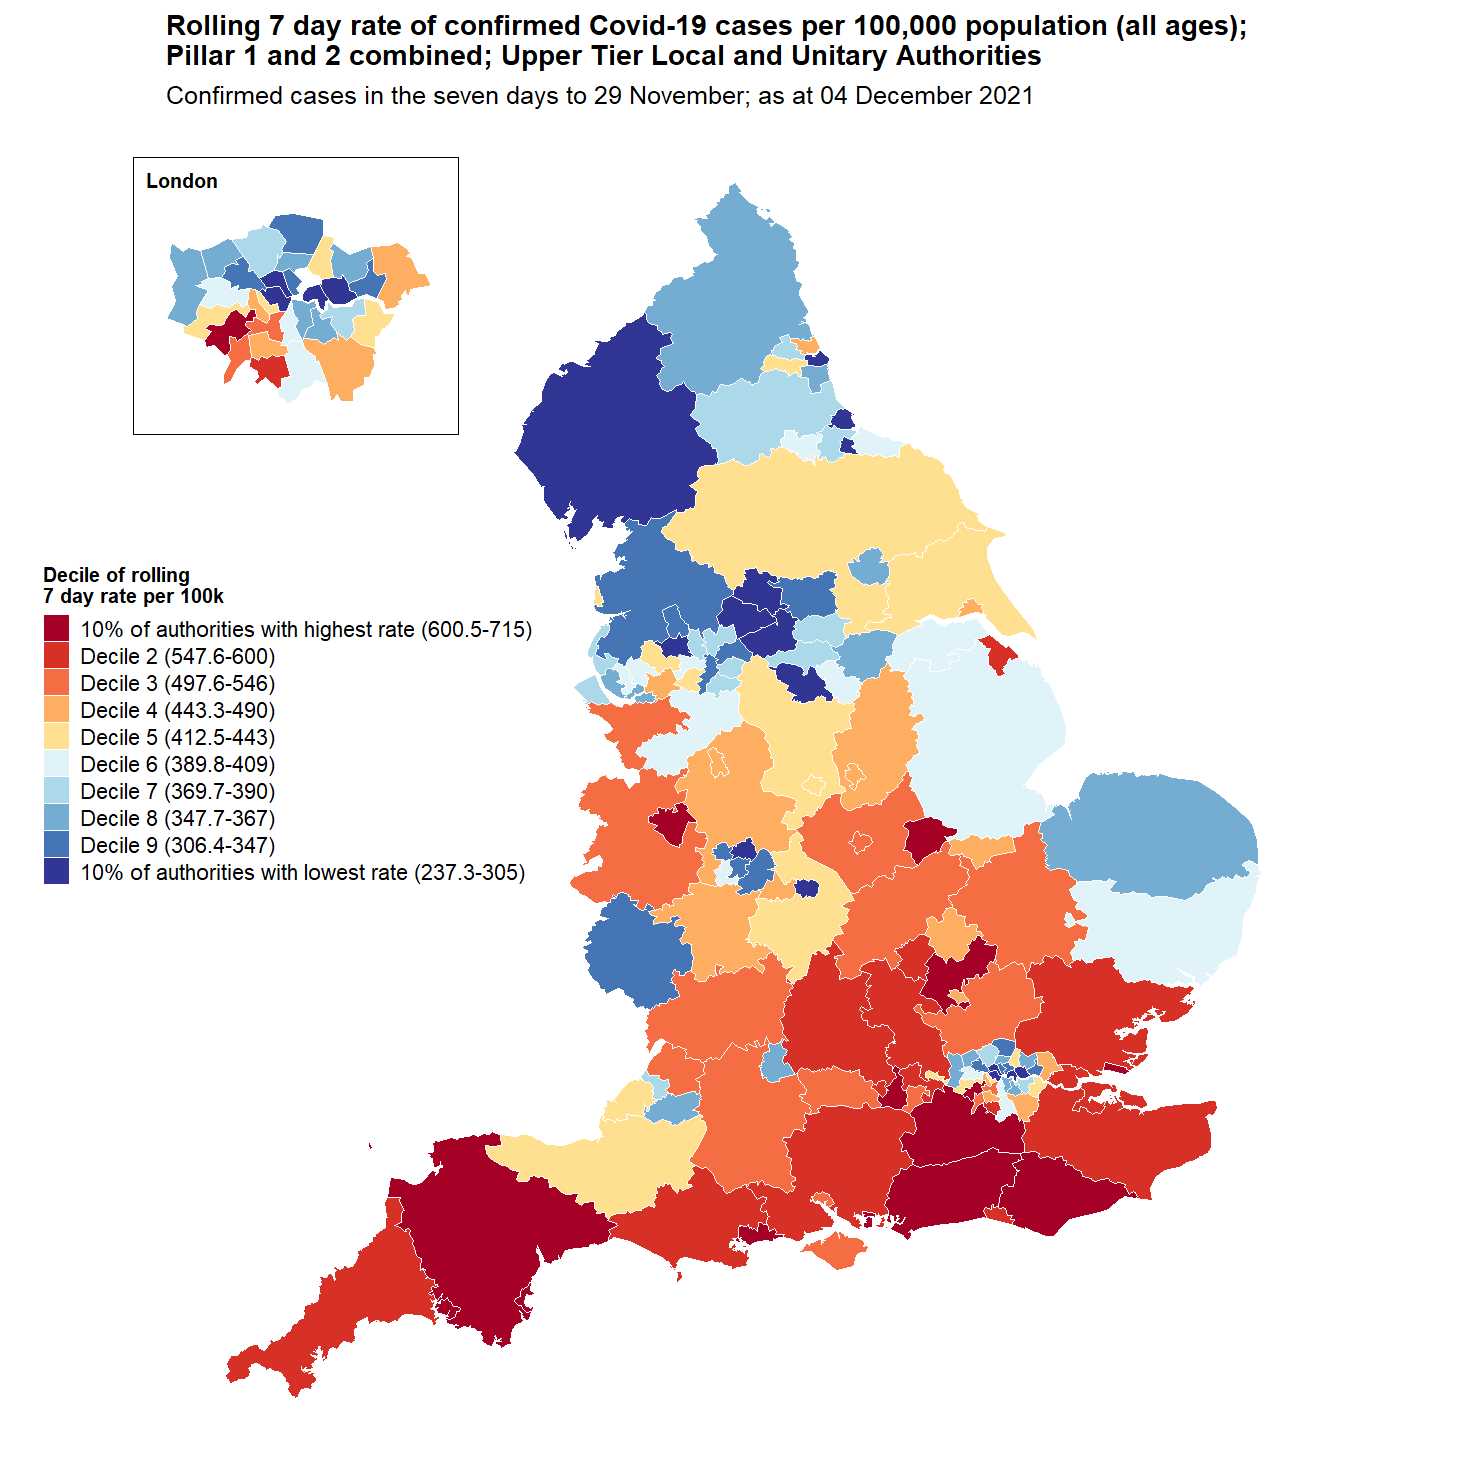 Rolling 7 day rate of confirmed Covid-19 cases per 100,000 population (all ages);
Pillar 1 and 2 combined; Upper Tier Local and Unitary Authorities
Confirmed cases in the seven days to 29 November; as at 04 December 2021
London
Decile of rolling
7 day rate per 100k
10% of authorities with highest rate (600.5-715)
Decile 2 (547.6-600)
Decile 3 (497.6-546)
Decile 4 (443.3-490)
Decile 5 (412.5-443)
Decile 6 (389.8-409)
Decile 7 (369.7-390)
Decile 8 (347.7-367)
Decile 9 (306.4-347)
10% of authorities with lowest rate (237.3-305)